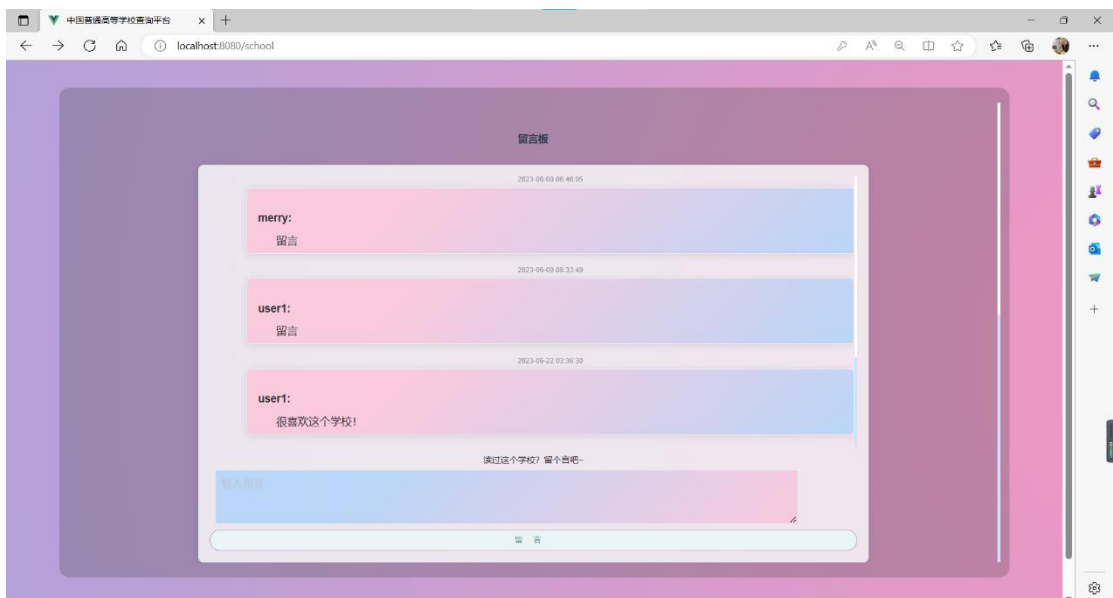 中国普通高等学校查询平台
localhost:8080/school
留言板
2023-06-09 08:48:05
merry:
留言
2023-06-09 08:33:49
user1:
留言
2023-06-22 03:36:30
user1:
很喜欢这个学校!
读过这个学校? 留个言吧~
输入留言
留 言